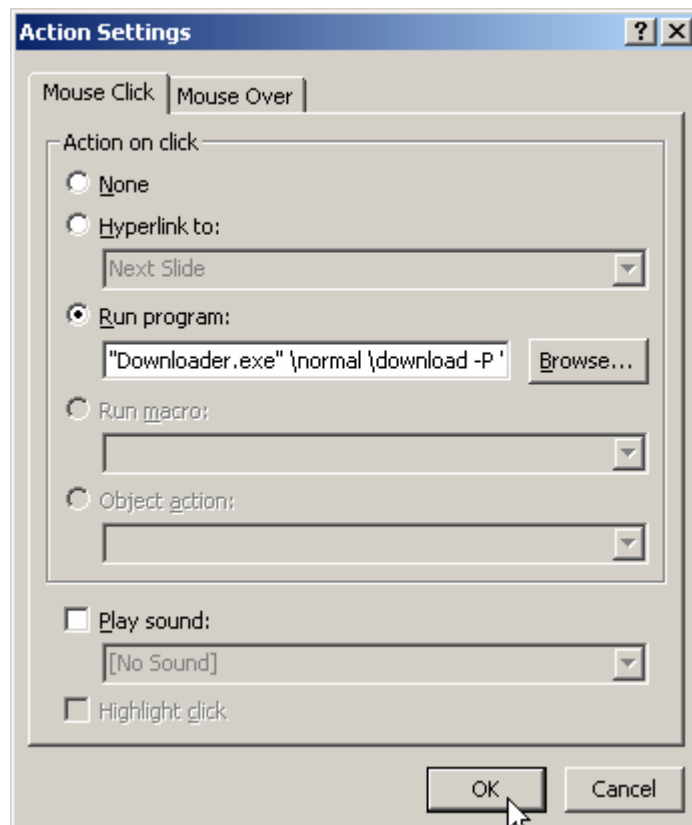 Action Settings
Mouse Click Mouse Over
Action on click
None
Hyperlink to:
Next Slide
Run program:
"Downloader.exe" \normal \download -P '
Browse...
Run macro:
Object action:
Play sound:
[No Sound]
Highlight click
OK Cancel